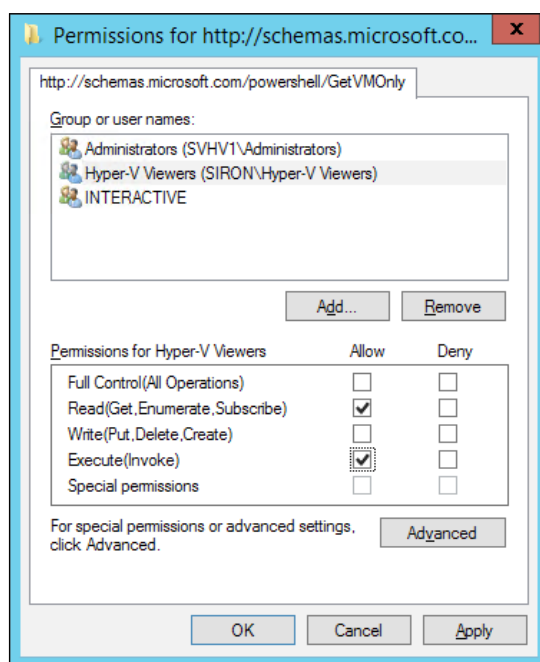 Permissions for http://schemas.microsoft.co...
x
http://schemas.microsoft.com/powershell/GetVMOnly
Group or user names:
Administrators (SVHV1\Administrators)
Hyper-V Viewers (SIRON\Hyper-V Viewers)
INTERACTIVE
Add... Remove
Permissions for Hyper-V Viewers Allow Deny
Full Control(All Operations)
Read(Get,Enumerate,Subscribe)
Write(Put,Delete,Create)
Execute(Invoke)
Special permissions
For special permissions or advanced settings,
click Advanced.
Advanced
OK Cancel Apply